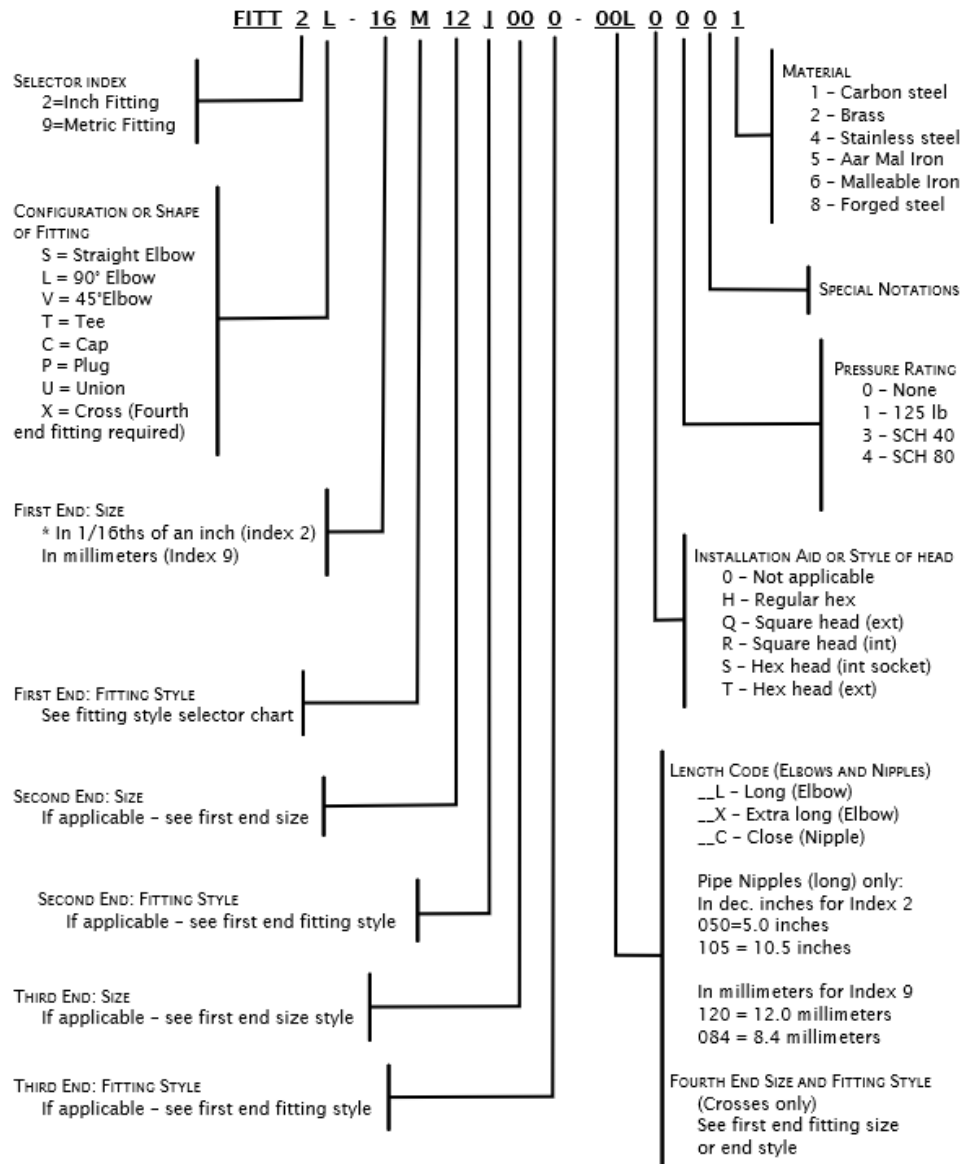 FITT 2 L - 16 M 12 J 00 0 - 00L 0 0 0 1
SELECTOR INDEX
2=Inch Fitting
9=Metric Fitting
CONFIGURATION OR SHAPE
OF FITTING
S = Straight Elbow
L = 90° Elbow
V = 45°Elbow
T = Tee
C = Cap
P = Plug
U = Union
X = Cross (Fourth
end fitting required)
FIRST END: SIZE
* In 1/16ths of an inch (index 2)
In millimeters (Index 9)
FIRST END: FITTING STYLE
See fitting style selector chart
SECOND END: SIZE
If applicable – see first end size
SECOND END: FITTING STYLE
If applicable – see first end fitting style
THIRD END: SIZE
If applicable – see first end size style
THIRD END: FITTING STYLE
If applicable – see first end fitting style
MATERIAL
1 – Carbon steel
2 – Brass
4 – Stainless steel
5 – Aar Mal Iron
6 – Malleable Iron
8 – Forged steel
SPECIAL NOTATIONS
PRESSURE RATING
0 – None
1 – 125 lb
3 – SCH 40
4 – SCH 80
INSTALLATION AID OR STYLE OF HEAD
0 – Not applicable
H – Regular hex
Q – Square head (ext)
R – Square head (int)
S – Hex head (int socket)
T – Hex head (ext)
LENGTH CODE (ELBOWS AND NIPPLES)
__L – Long (Elbow)
__X – Extra long (Elbow)
__C – Close (Nipple)
Pipe Nipples (long) only:
In dec. inches for Index 2
050=5.0 inches
105 = 10.5 inches
In millimeters for Index 9
120 = 12.0 millimeters
084 = 8.4 millimeters
FOURTH END SIZE AND FITTING STYLE
(Crosses only)
See first end fitting size
or end style